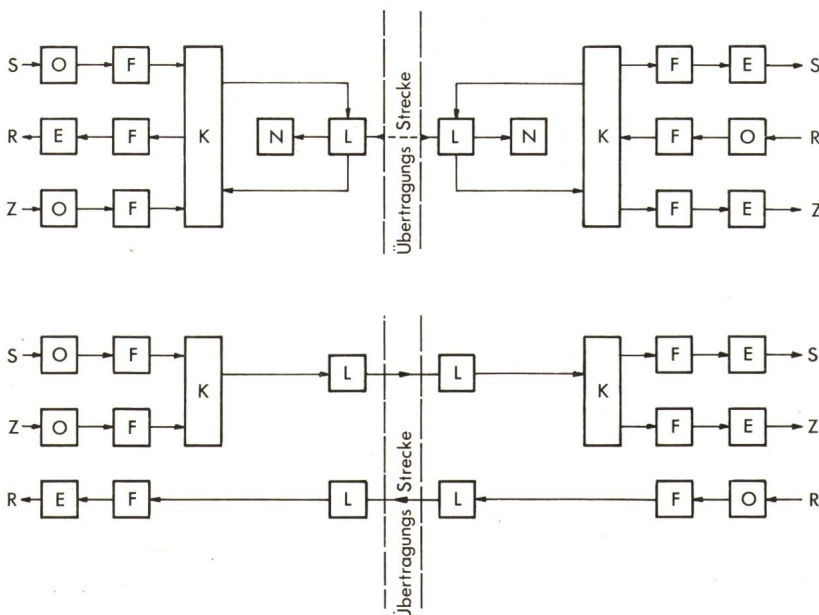 S O F F E S
R E F K N L L N K F O R
Z O F F E Z
Übertragungs Strecke
S O F L L F E S
K K
Z O F F E Z
R E F L L F O R
Übertragungs Strecke